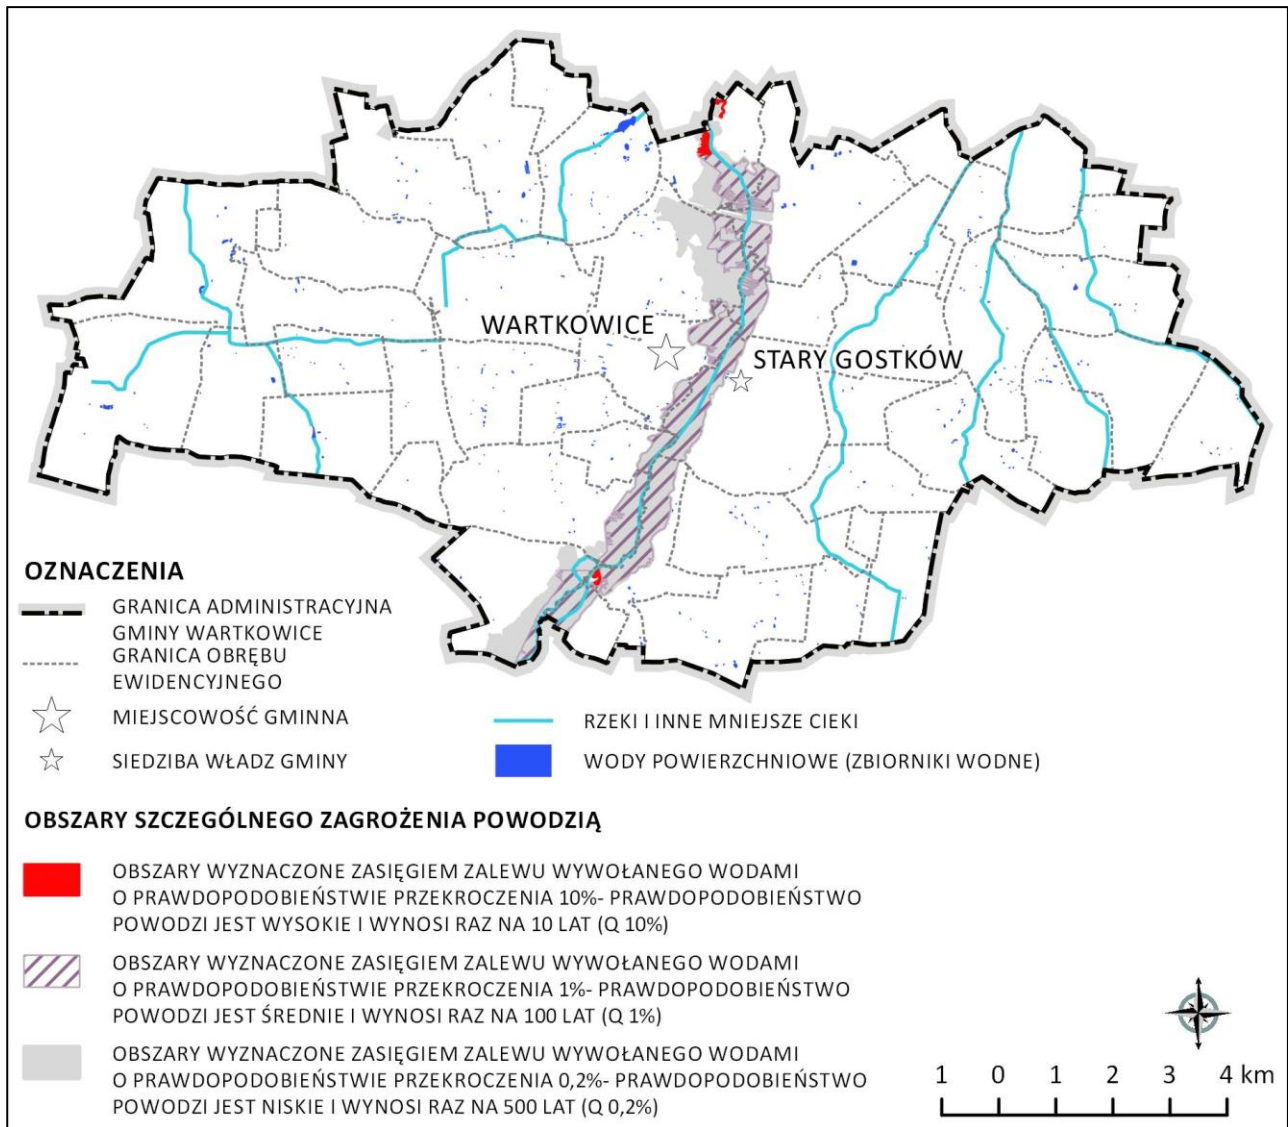 WARTKOWICE
STARY GOSTKÓW
OZNACZENIA
GRANICA ADMINISTRACYJNA
GMINY WARTKOWICE
GRANICA OBRĘBU
EWIDENCYJNEGO
MIEJSCOWOŚĆ GMINNA
SIEDZIBA WŁADZ GMINY
RZEKI I INNE MNIEJSZE CIEKI
WODY POWIERZCHNIOWE (ZBIORNIKI WODNE)
OBSZARY SZCZEGÓLNEGO ZAGROŻENIA POWODZIĄ
OBSZARY WYZNACZONE ZASIĘGIEM ZALEWU WYWOŁANEGO WODAMI
O PRAWDOPODOBIEŃSTWIE PRZEKROCZENIA 10%- PRAWDOPODOBIEŃSTWO
POWODZI JEST WYSOKIE I WYNOSI RAZ NA 10 LAT (Q 10%)
OBSZARY WYZNACZONE ZASIĘGIEM ZALEWU WYWOŁANEGO WODAMI
O PRAWDOPODOBIEŃSTWIE PRZEKROCZENIA 1%- PRAWDOPODOBIEŃSTWO
POWODZI JEST ŚREDNIE I WYNOSI RAZ NA 100 LAT (Q 1%)
OBSZARY WYZNACZONE ZASIĘGIEM ZALEWU WYWOŁANEGO WODAMI
O PRAWDOPODOBIEŃSTWIE PRZEKROCZENIA 0,2%- PRAWDOPODOBIEŃSTWO
POWODZI JEST NISKIE I WYNOSI RAZ NA 500 LAT (Q 0,2%)
1 0 1 2 3 4 km